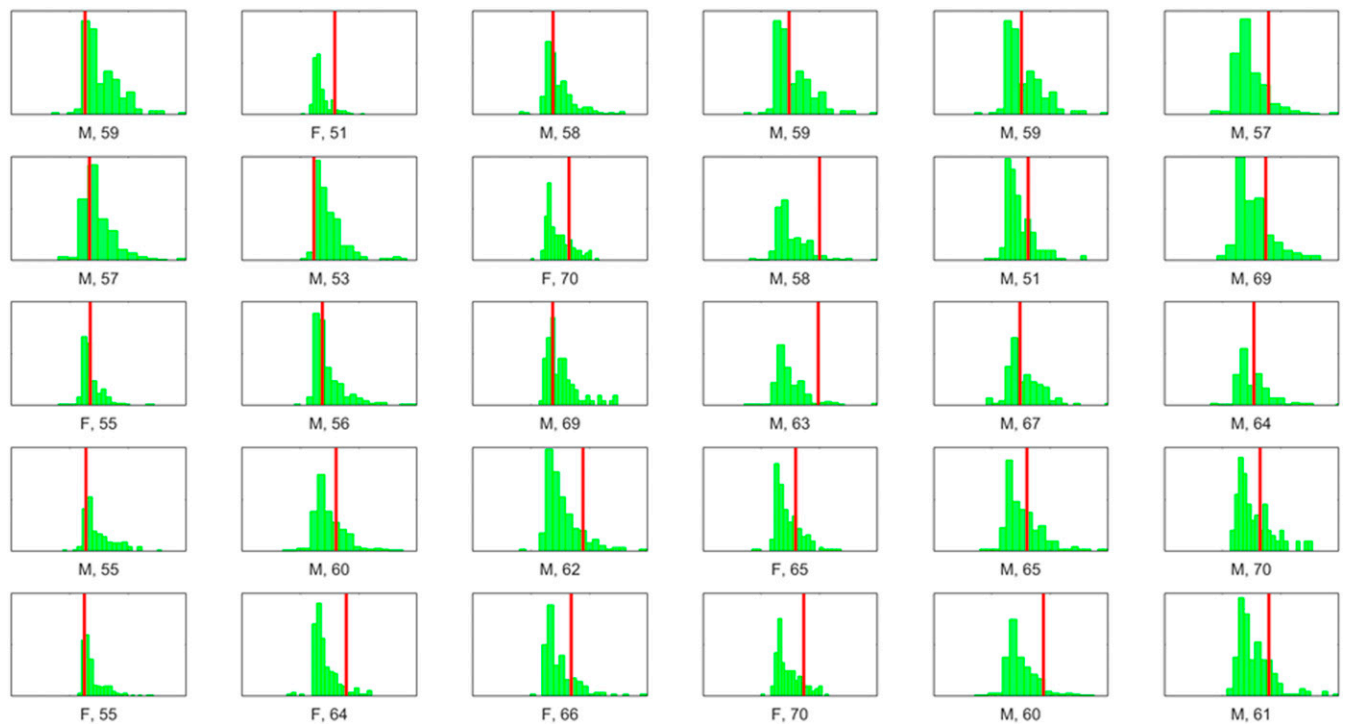 M, 59 F, 51 M, 58 M, 59 M, 59 M, 57
M, 57 M, 53 F, 70 M, 58 M, 51 M, 69
F, 55 M, 56 M, 69 M, 63 M, 67 M, 64
M, 55 M, 60 M, 62 F, 65 M, 65 M, 70
F, 55 F, 64 F, 66 F, 70 M, 60 M, 61